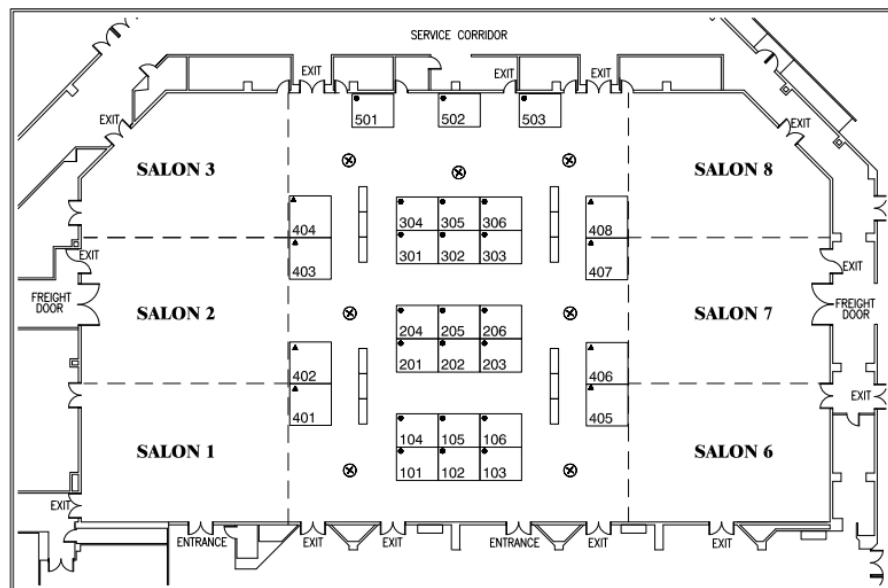 SERVICE CORRIDOR
EXIT
EXIT
EXIT
501
502
503
EXIT
EXIT
SALON 3
SALON 8
404
304
305
306
408
403
301
302
303
407
EXIT
EXIT
FREIGHT
DOOR
SALON 2
204
205
206
SALON 7
FREIGHT
DOOR
402
201
202
203
406
401
405
EXIT
104
105
106
SALON 1
101
102
103
SALON 6
EXIT
ENTRANCE
EXIT
EXIT
ENTRANCE
EXIT
EXIT